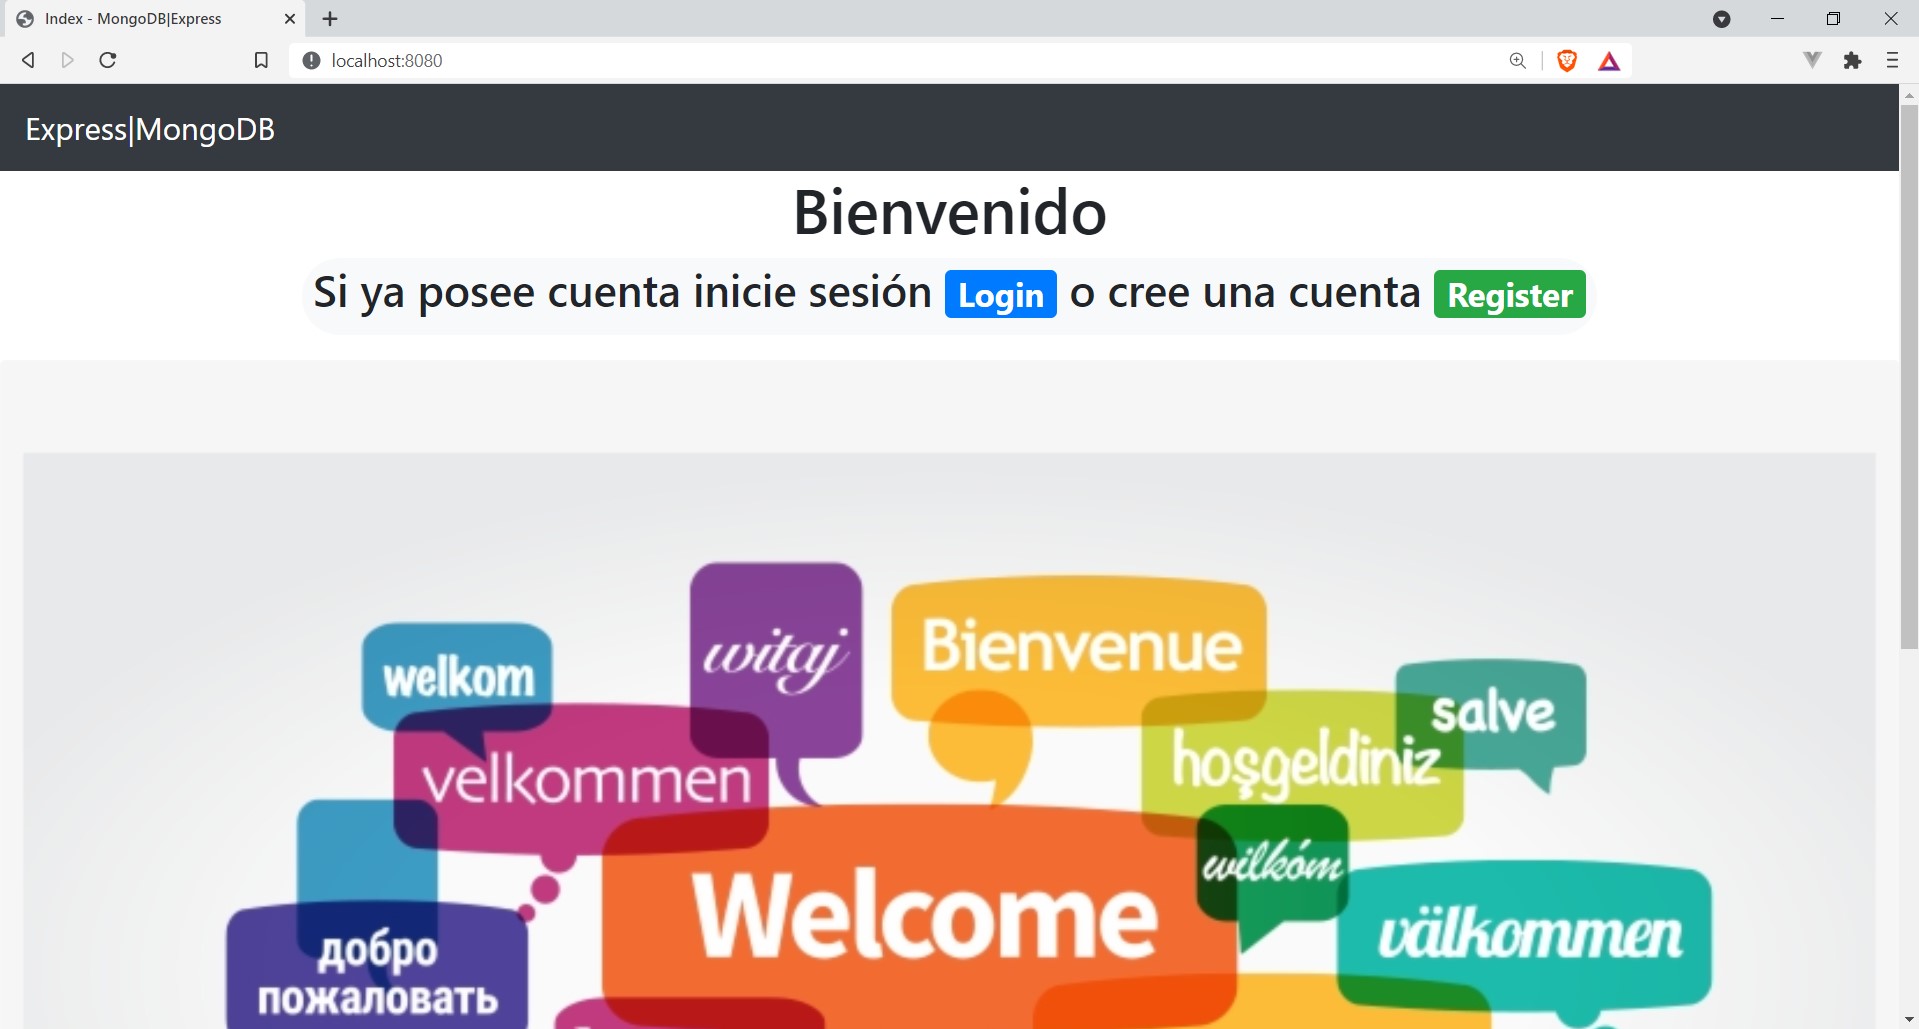 Index - MongoDB|Express
localhost:8080
Express|MongoDB
Bienvenido
Si ya posee cuenta inicie sesión Login o cree una cuenta Register
witaj
Bienvenue
welkom
salve
velkommen
hoşgeldiniz
wilkóm
Welcome
välkommen
добро
пожаловать